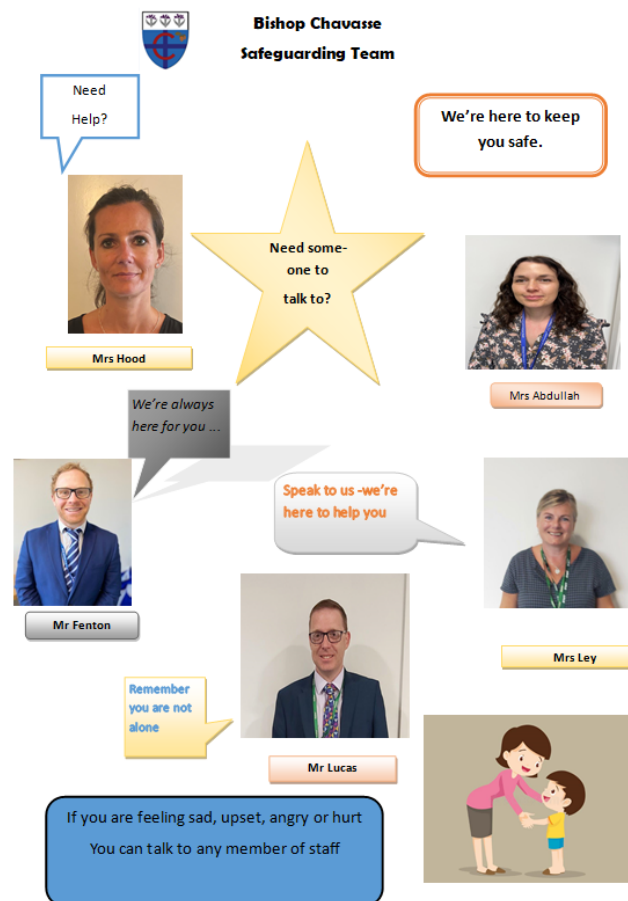 Bishop Chavasse
Safeguarding Team
Need
Help?
We're here to keep
you safe.
Need some-
one to
talk to?
Mrs Hood
Mrs Abdullah
We're always
here for you ...
Speak to us -we're
here to help you
Mr Fenton
Mrs Ley
Remember
you are not
alone
Mr Lucas
If you are feeling sad, upset, angry or hurt
You can talk to any member of staff